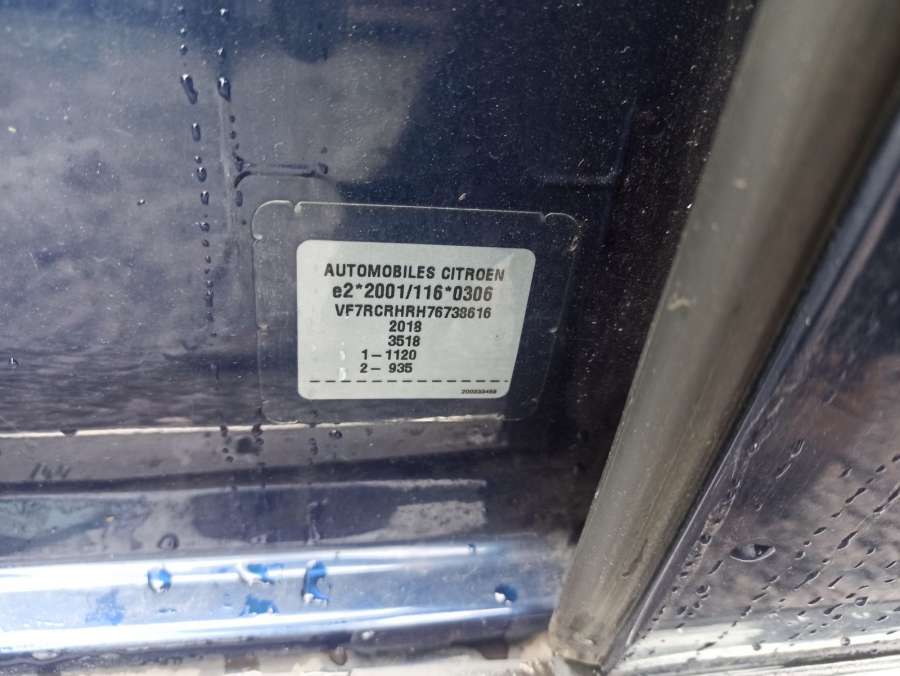 AUTOMOBILES CITROEN
e2*2001/116*0306
VF7RCRHRH76738616
2018
3518
1– 1120
2– 935